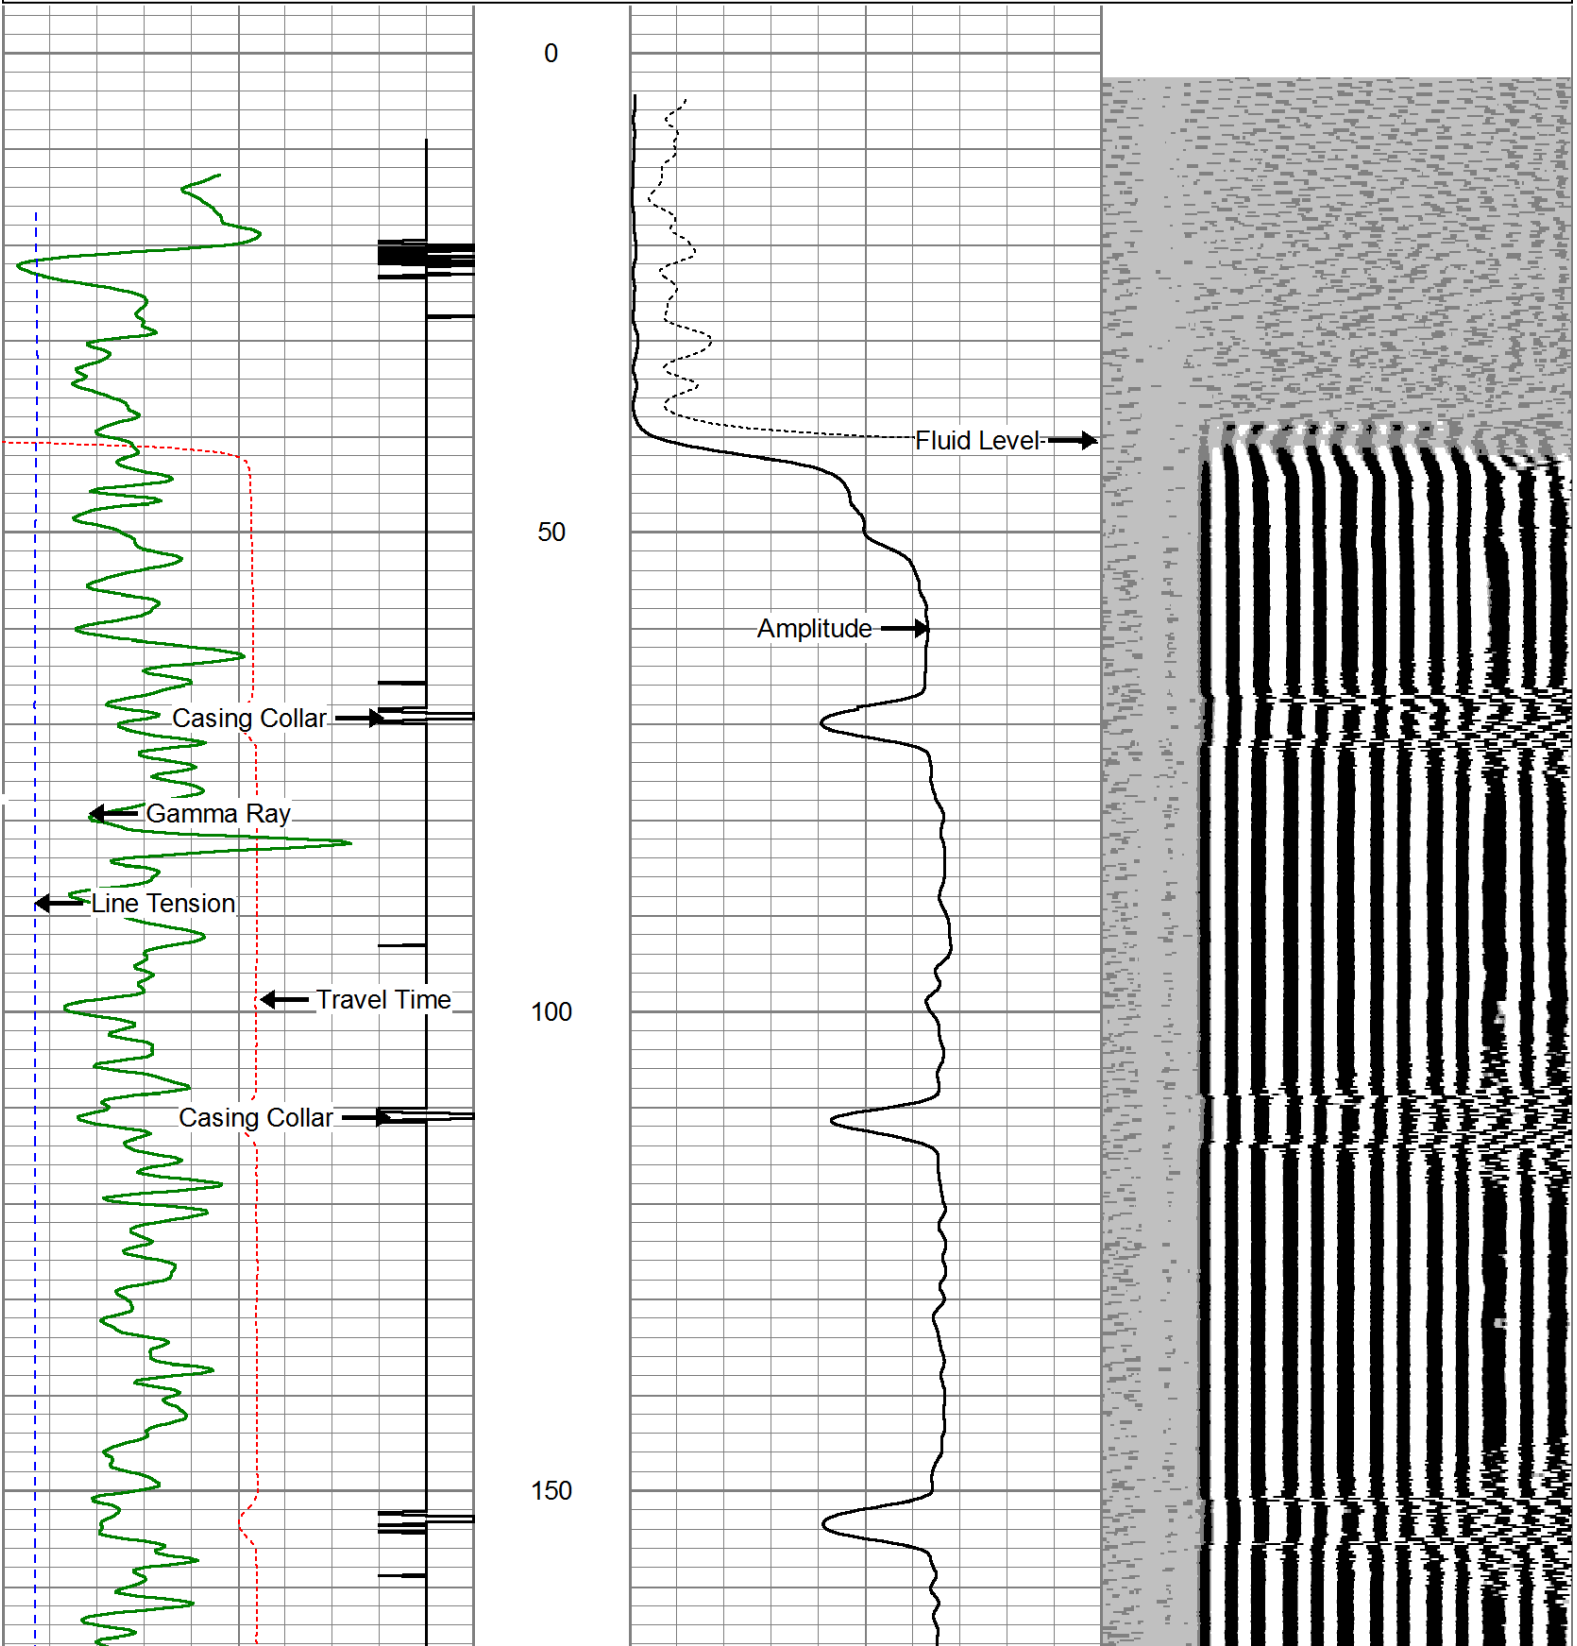 0
Fluid Level
50
Amplitude
Casing Collar
Gamma Ray
Line Tension
Travel Time
100
Casing Collar
150